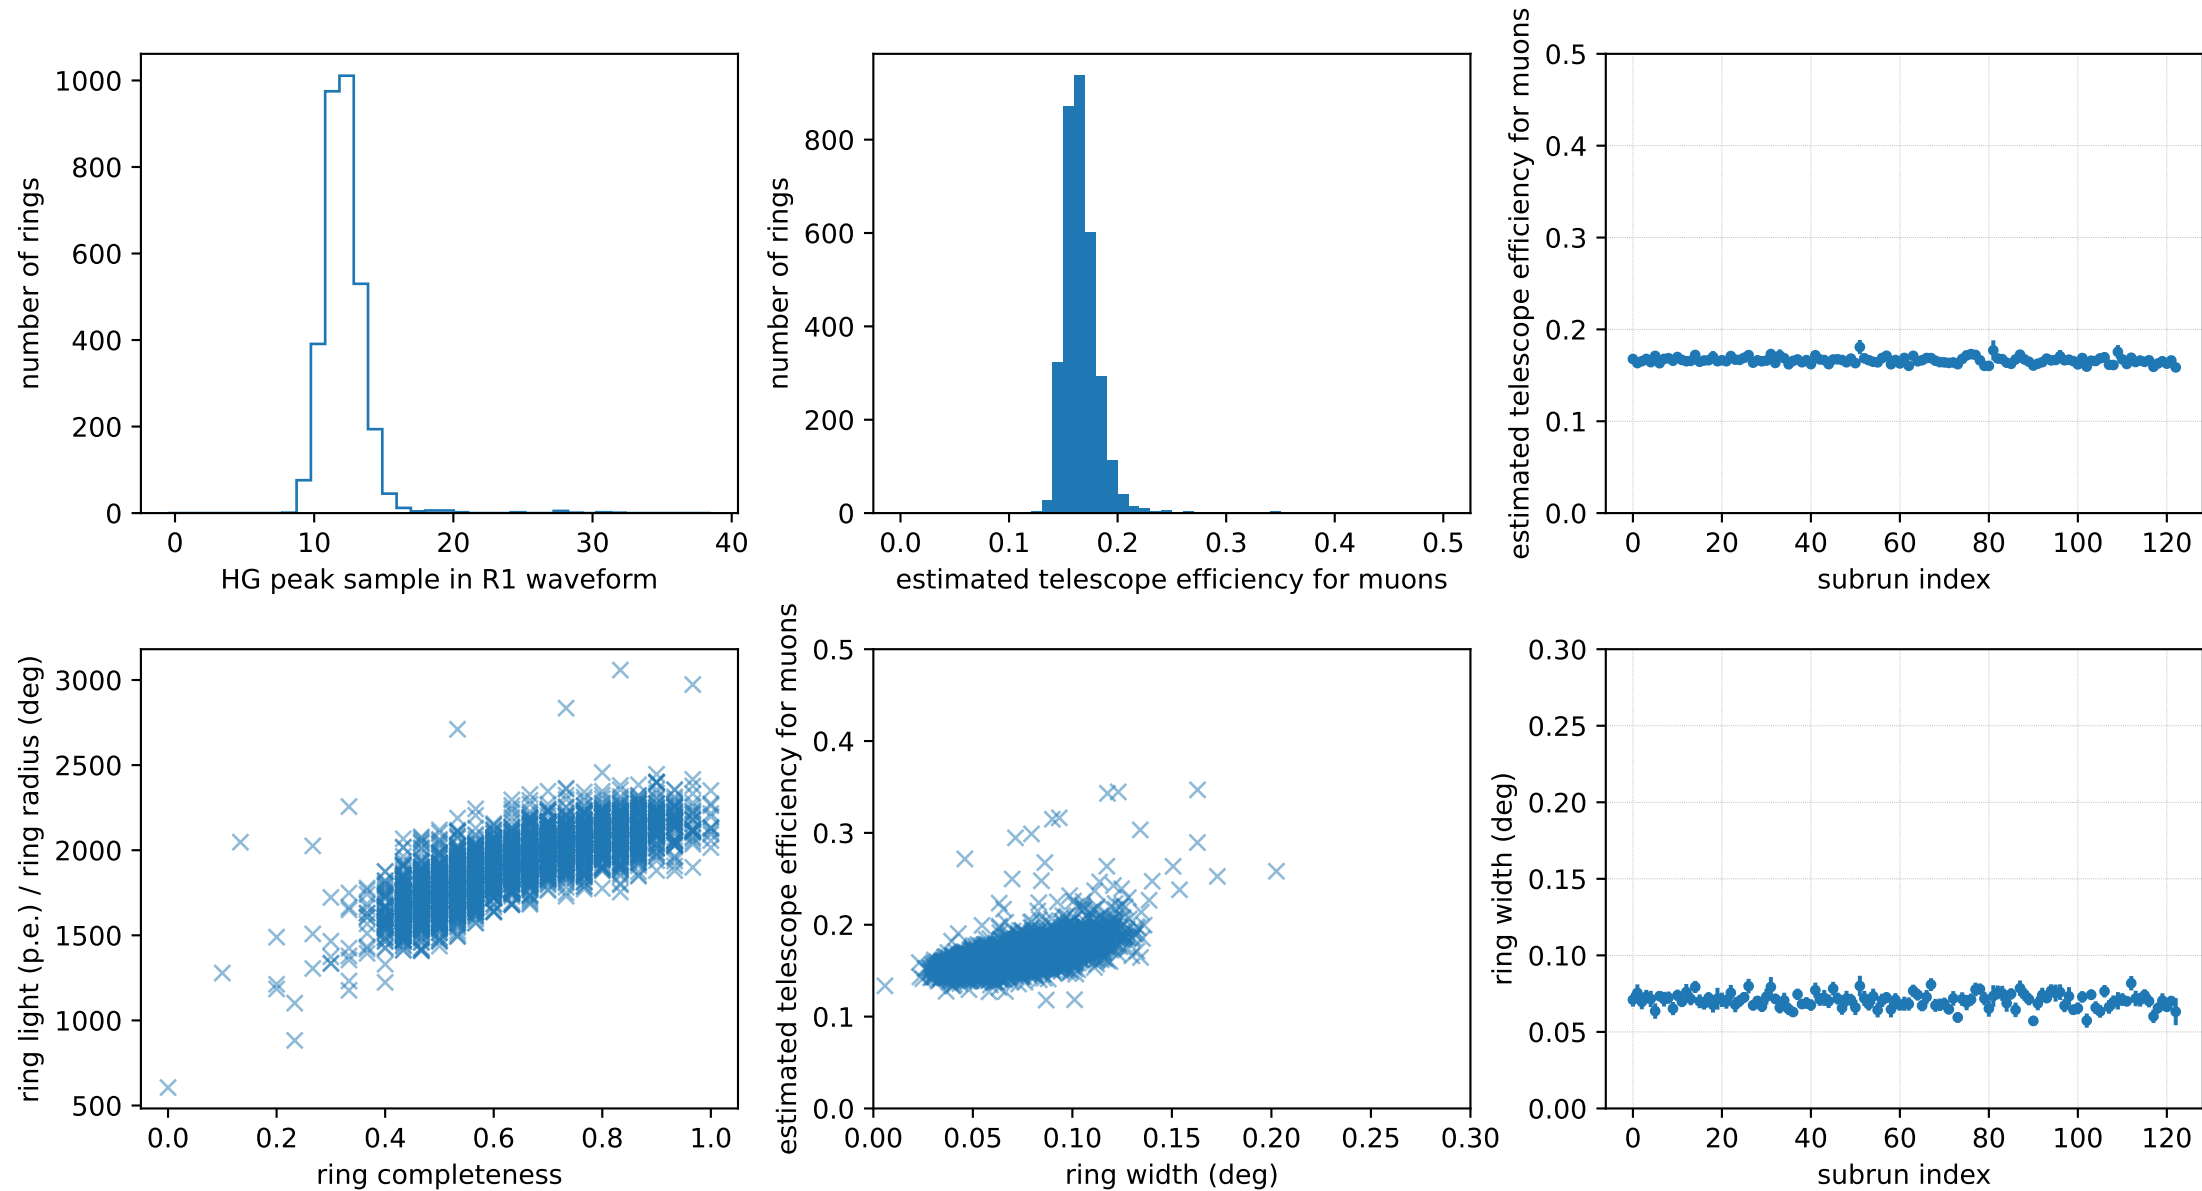 1000
800
600
400
200
0
number of rings
0 10 20 30 40
HG peak sample in R1 waveform
800
600
400
200
0
number of rings
0.0 0.1 0.2 0.3 0.4 0.5
estimated telescope efficiency for muons
0.5
0.4
0.3
0.2
0.1
0.0
estimated telescope efficiency for muons
0 20 40 60 80 100 120
subrun index
3000
2500
2000
1500
1000
500
ring light (p.e.) / ring radius (deg)
0.0 0.2 0.4 0.6 0.8 1.0
ring completeness
0.5
0.4
0.3
0.2
0.1
0.0
estimated telescope efficiency for muons
0.00 0.05 0.10 0.15 0.20 0.25 0.30
ring width (deg)
0.30
0.25
0.20
0.15
0.10
0.05
0.00
ring width (deg)
0 20 40 60 80 100 120
subrun index